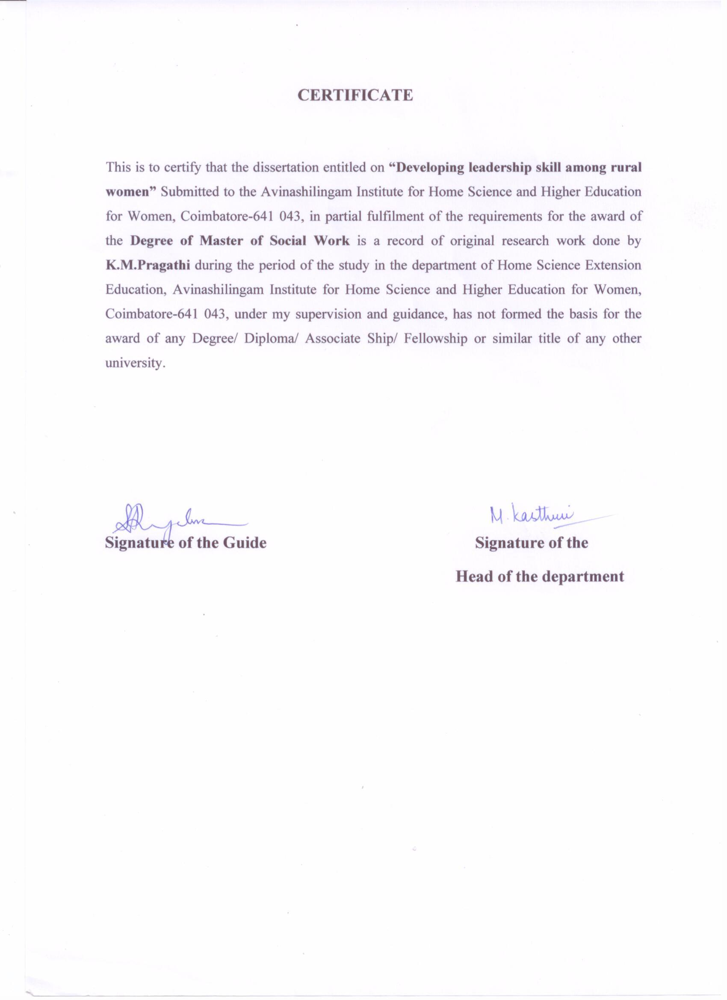 CERTIFICATE
This is to certify that the dissertation entitled on “Developing leadership skill among rural
women” Submitted to the Avinashilingam Institute for Home Science and Higher Education
for Women, Coimbatore-641 043, in partial fulfilment of the requirements for the award of
the Degree of Master of Social Work is a record of original research work done by
K.M.Pragathi during the period of the study in the department of Home Science Extension
Education, Avinashilingam Institute for Home Science and Higher Education for Women,
Coimbatore-641 043, under my supervision and guidance, has not formed the basis for the
award of any Degree/ Diploma/ Associate Ship/ Fellowship or similar title of any other
university.
M. Kasthuri
Signature of the Guide
Signature of the
Head of the department